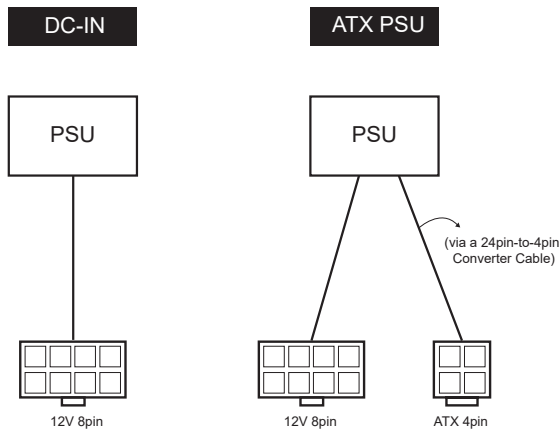 DC-IN
ATX PSU
PSU
PSU
(via a 24pin-to-4pin
Converter Cable)
12V 8pin
12V 8pin
ATX 4pin